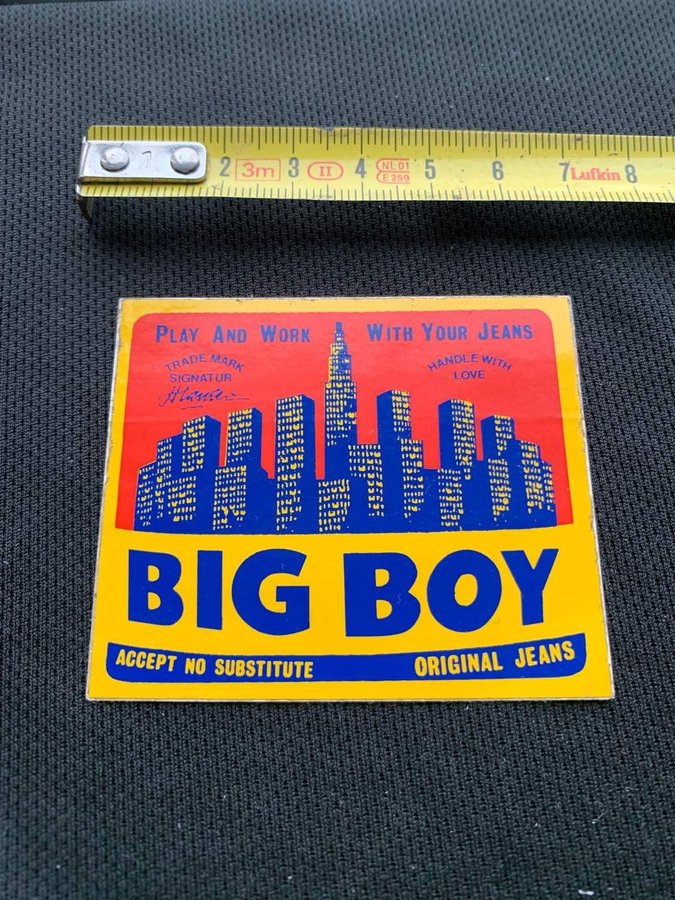 1 2 3m 3 II 4 NL 01 E 259 5 6 7 Lufkin 8
PLAY AND WORK WITH YOUR JEANS
TRADE MARK
SIGNATUR
HANDLE WITH
LOVE
BIG BOY
ACCEPT NO SUBSTITUTE
ORIGINAL JEANS